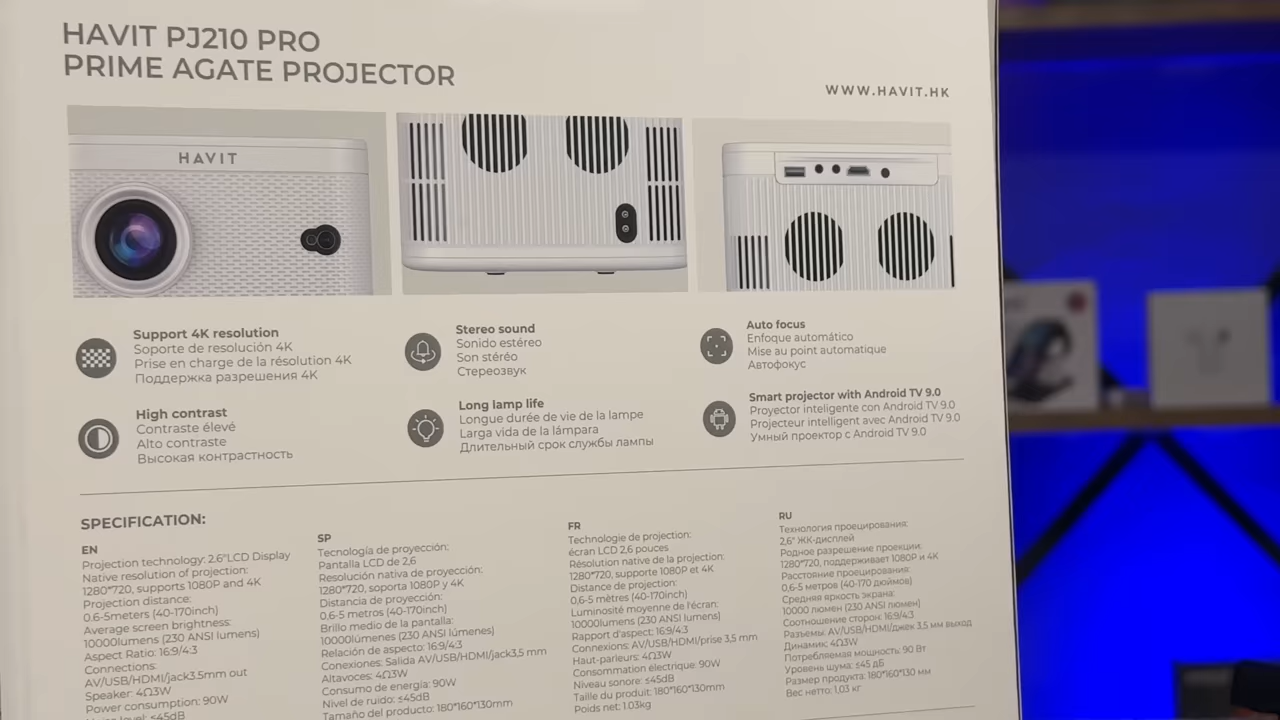 HAVIT PJ210 PRO
PRIME AGATE PROJECTOR
WWW.HAVIT.HK
HAVIT
Support 4K resolution
Soporte de resolución 4K
Prise en charge de la résolution 4K
Поддержка разрешения 4K
Stereo sound
Sonido estéreo
Son stéréo
Стереозвук
Auto focus
Enfoque automático
Mise au point automatique
Автофокус
High contrast
Contraste élevé
Alto contraste
Высокая контрастность
Long lamp life
Longue durée de vie de la lampe
Larga vida de la lámpara
Длительный срок службы лампы
Smart projector with Android TV 9.0
Proyector inteligente con Android TV 9.0
Projecteur intelligent avec Android TV 9.0
Умный проектор с Android TV 9.0
SPECIFICATION:
EN
Projection technology: 2.6"LCD Display
Native resolution of projection:
1280*720, supports 1080P and 4K
Projection distance:
0.6-5meters (40-170inch)
Average screen brightness:
10000lumens (230 ANSI lumens)
Aspect Ratio: 16:9/4:3
Connections:
AV/USB/HDMI/jack3.5mm out
Speaker: 4Ω3W
Power consumption: 90W
Noise level: ≤45dB
SP
Tecnología de proyección:
Pantalla LCD de 2,6
Resolución nativa de proyección:
1280*720, soporta 1080P y 4K
Distancia de proyección:
0.6-5 metros (40-170inch)
Brillo medio de la pantalla:
10000lúmenes (230 ANSI lúmenes)
Relación de aspecto: 16:9/4:3
Conexiones: Salida AV/USB/HDMI/jack3,5 mm
Altavoces: 4Ω3W
Consumo de energía: 90W
Nivel de ruido: ≤45dB
Tamaño del producto: 180*160*130mm
FR
Technologie de projection:
écran LCD 2,6 pouces
Résolution native de la projection:
1280*720, supporte 1080P et 4K
Distance de projection:
0,6-5 mètres (40-170inch)
Luminosité moyenne de l'écran:
10000lumens (230 ANSI lumens)
Rapport d'aspect: 16:9/4:3
Connexions: AV/USB/HDMI/prise 3,5 mm
Haut-parleurs: 4Ω3W
Consommation électrique: 90W
Niveau sonore: ≤45dB
Taille du produit: 180*160*130mm
Poids net: 1.03kg
RU
Технология проецирования:
2,6" ЖК-дисплей
Родное разрешение проекции:
1280*720, поддерживает 1080P и 4K
Расстояние проецирования:
0,6-5 метров (40-170 дюймов)
Средняя яркость экрана:
10000 люмен (230 ANSI люмен)
Соотношение сторон: 16:9/4:3
Разъемы: AV/USB/HDMI/джек 3,5 мм выход
Динамик: 4Ω3W
Потребляемая мощность: 90 Вт
Уровень шума: ≤45 дБ
Размер продукта: 180*160*130 мм
Вес нетто: 1,03 кг